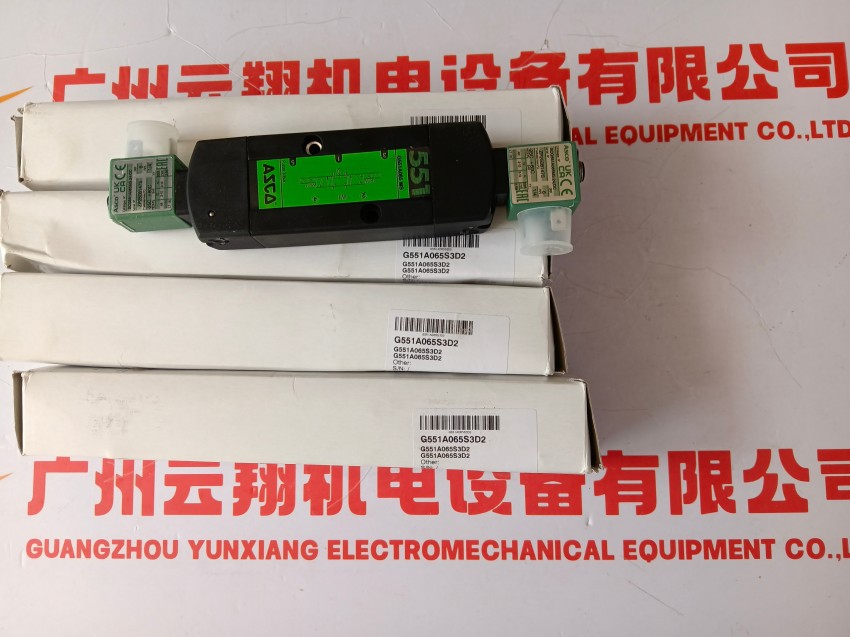 广州云翔机电设备有限公司
CAL EQUIPMENT CO.,LTD
551
ASCO
G551A065S3D2
G551A065S3D2
G551A065S3D2
Other:
G551A065S3D2
G551A065S3D2
G551A065S3D2
Other:
S/N: /
G551A065S3D2
G551A065S3D2
G551A065S3D2
Other:
广州云翔机电设备有限公司
GUANGZHOU YUNXIANG ELECTROMECHANICAL EQUIPMENT CO.,L